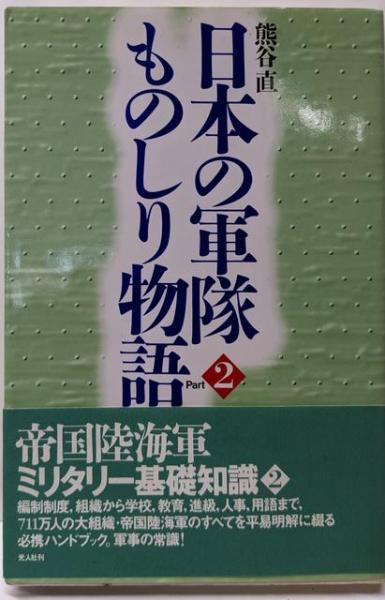 熊谷直
日本の軍隊
ものしり物語
Part 2
帝国陸海軍
ミリタリー基礎知識2
編制制度,組織から学校,教育,進級,人事,用語まで,
711万人の大組織・帝国陸海軍のすべてを平易明解に綴る
必携ハンドブック。軍事の常識!
光人社刊